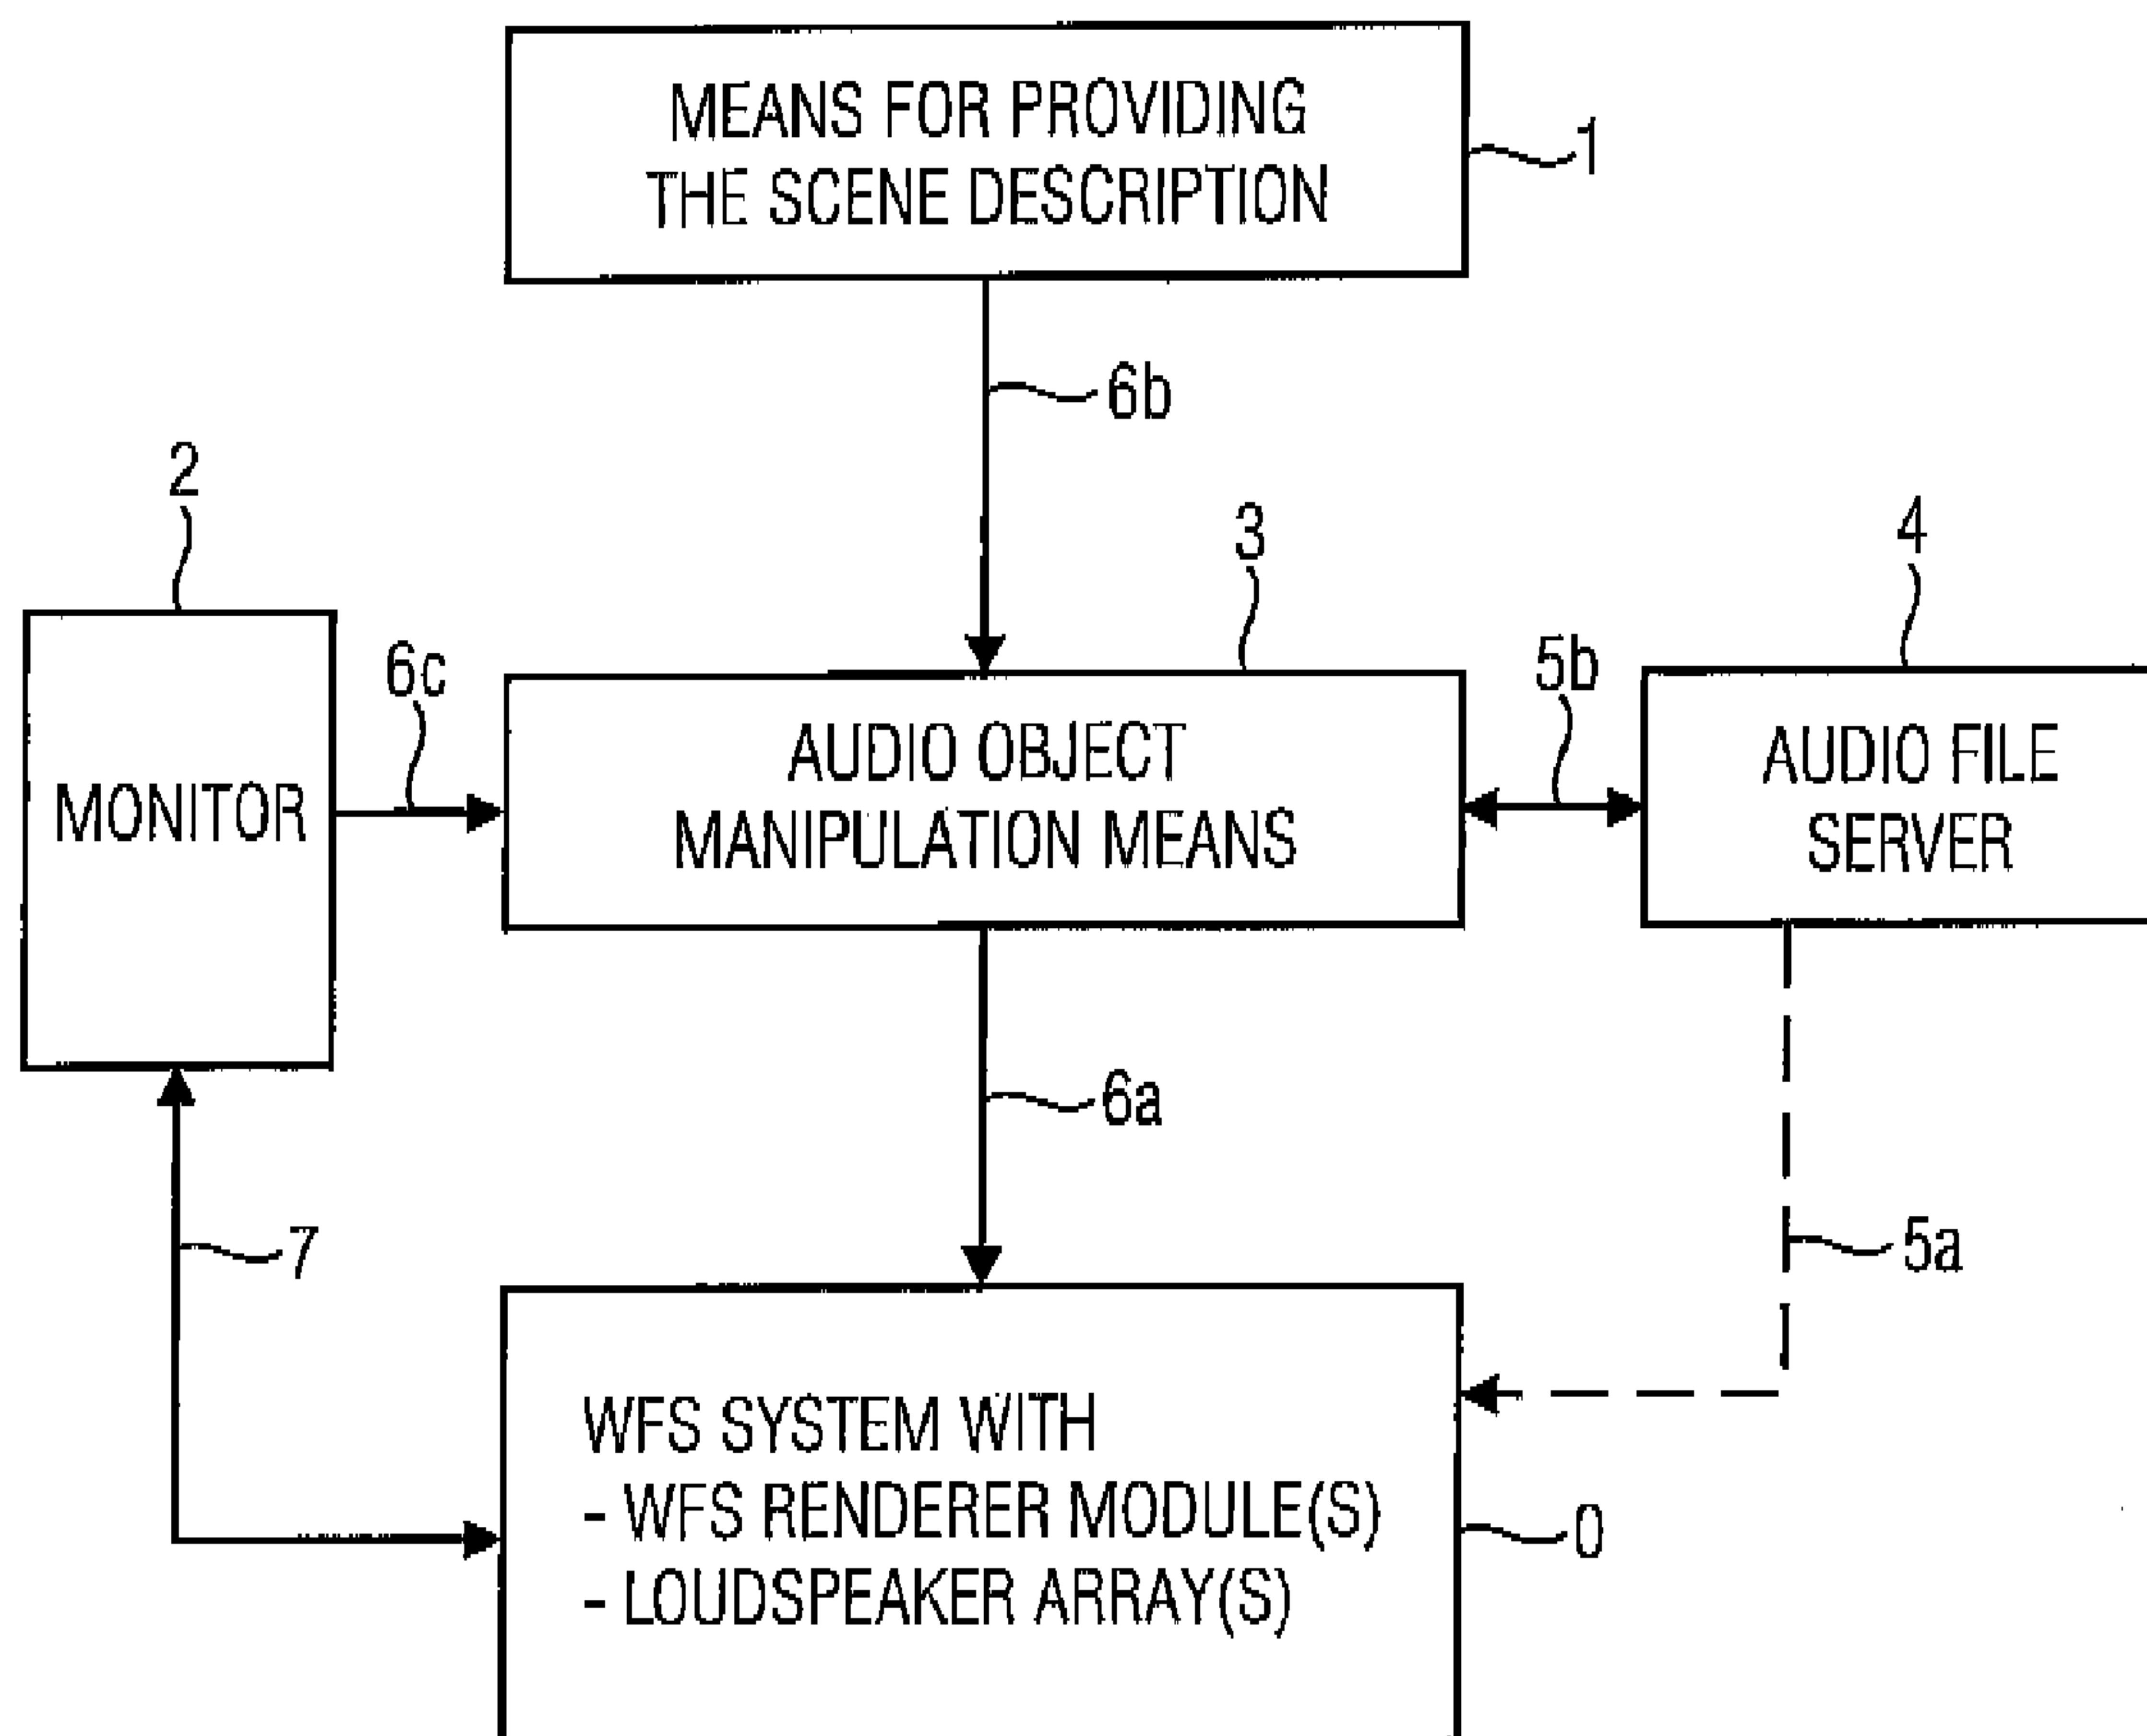 MEANS FOR PROVIDING
THE SCENE DESCRIPTION
1
6b
2
3
4
6c
5b
MONITOR
AUDIO OBJECT
MANIPULATION MEANS
AUDIO FILE
SERVER
6a
7
5a
WFS SYSTEM WITH
- WFS RENDERER MODULE(S)
- LOUDSPEAKER ARRAY(S)
0